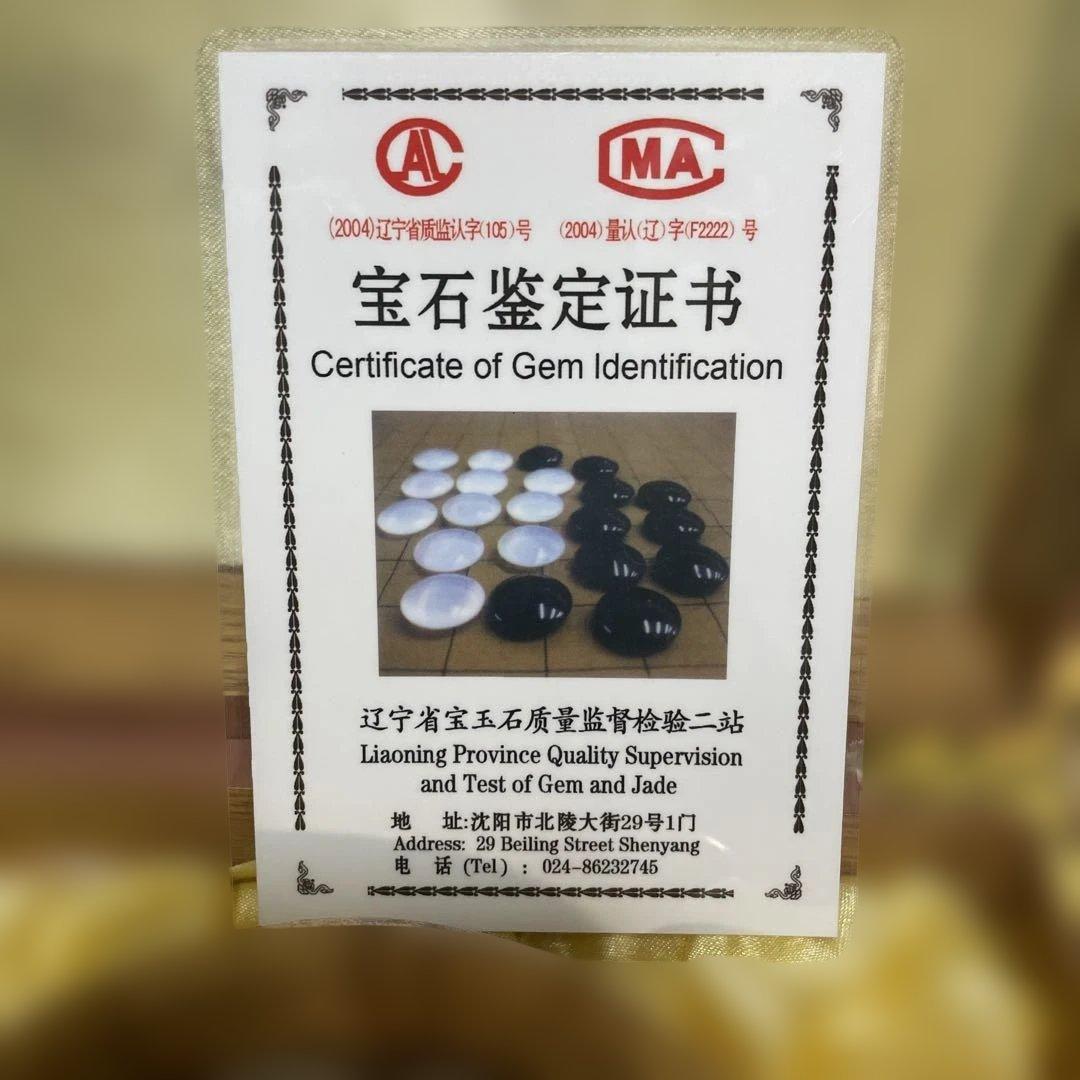 CAL
CMA
(2004)辽宁省质监认字(105)号
(2004)量认(辽)字(F2222)号
宝石鉴定证书
Certificate of Gem Identification
辽宁省宝玉石质量监督检验二站
Liaoning Province Quality Supervision
and Test of Gem and Jade
地 址:沈阳市北陵大街29号1门
Address: 29 Beiling Street Shenyang
电 话 (Tel) : 024-86232745